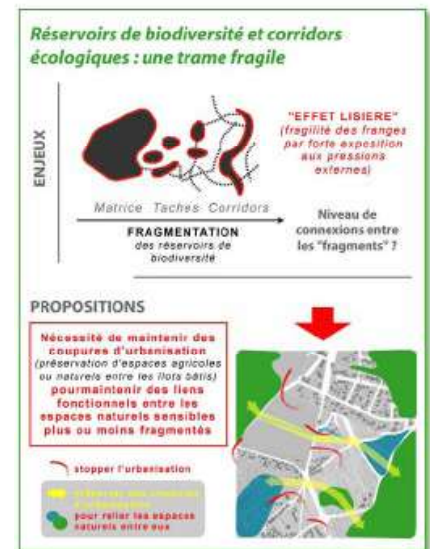 Réservoirs de biodiversité et corridors
écologiques : une trame fragile
ENJEUX
"EFFET LISIERE"
(fragilité des franges
par forte exposition
aux pressions
externes)
Matrice Taches Corridors
FRAGMENTATION
des réservoirs de
biodiversité
Niveau de
connexions entre
les "fragments" ?
PROPOSITIONS
Nécessité de maintenir des
coupures d'urbanisation
(préservation d'espaces agricoles
ou naturels entre les îlots bâtis)
pourmaintenir des liens
fonctionnels entre les
espaces naturels sensibles
plus ou moins fragmentés
stopper l'urbanisation
pour relier les espaces
naturels entre eux